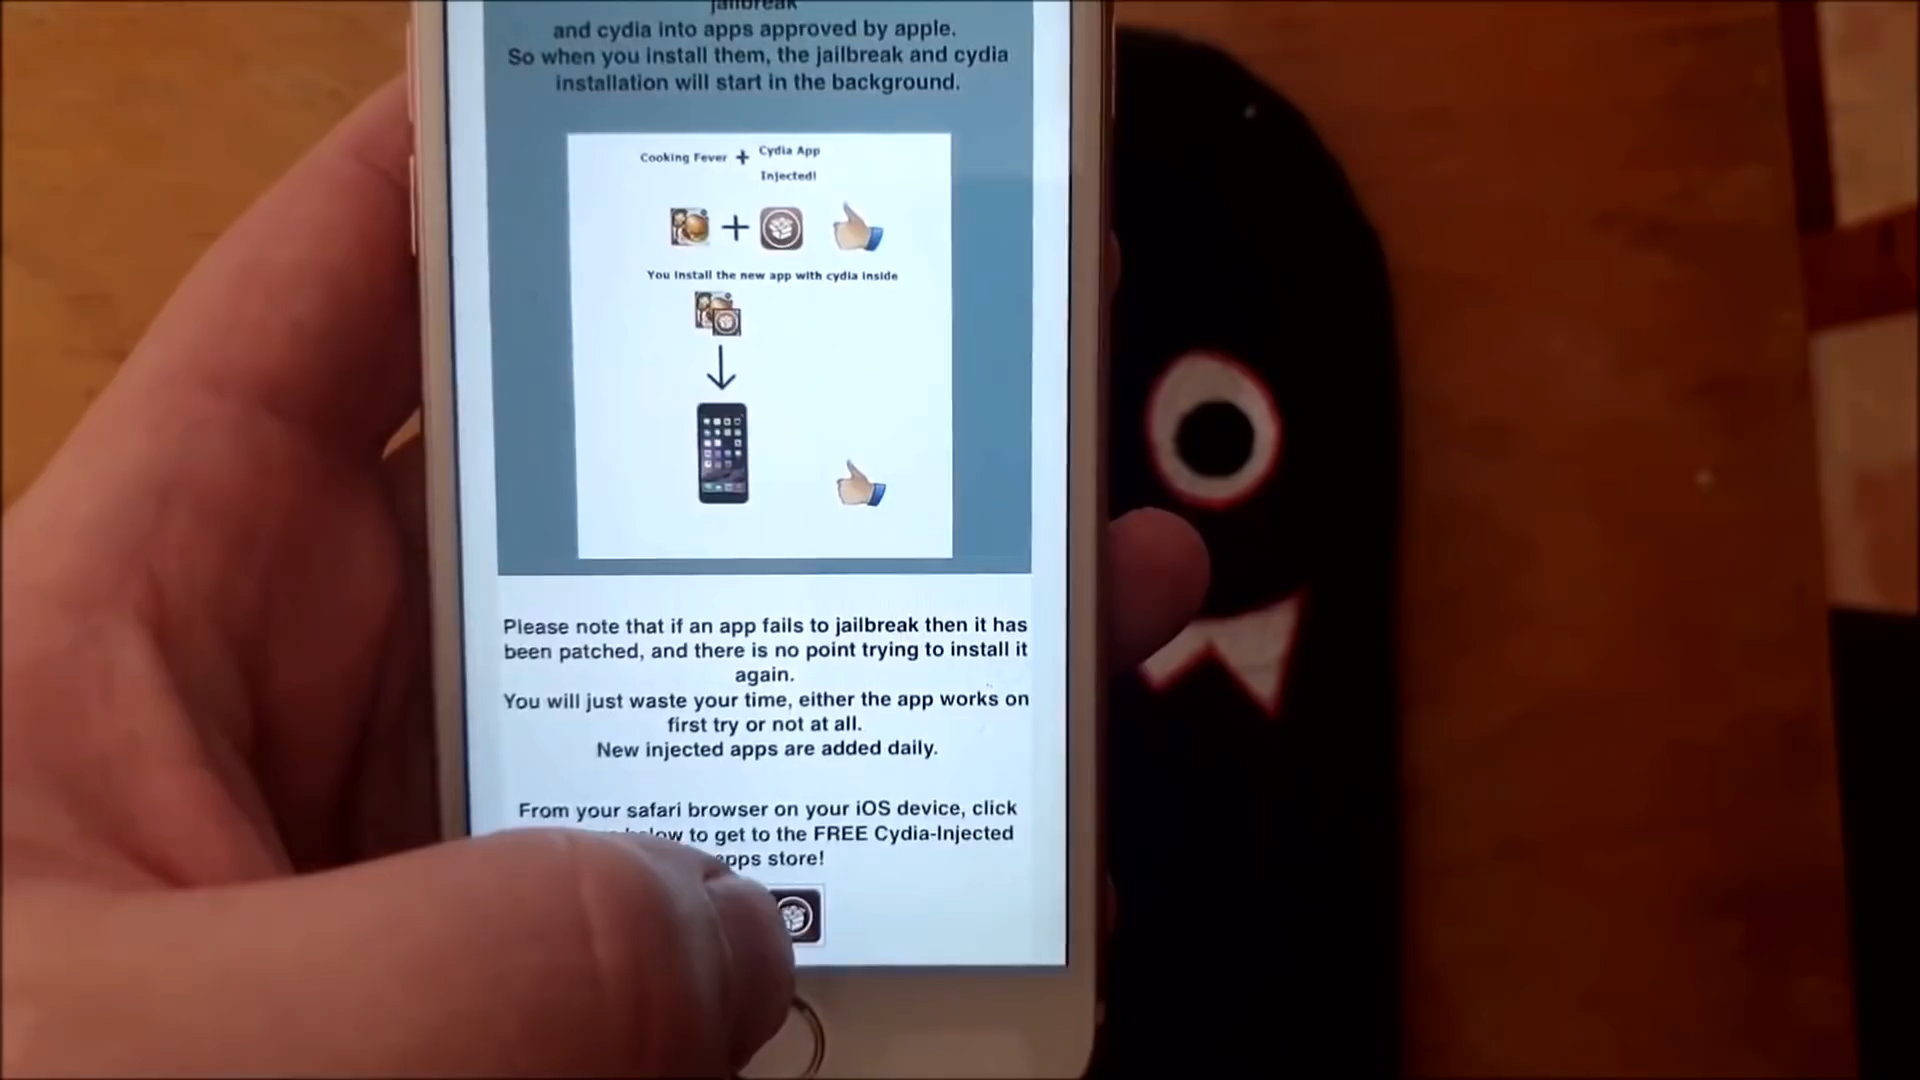 jailbreak
and cydia into apps approved by apple.
So when you install them, the jailbreak and cydia
installation will start in the background.
Cooking Fever + Cydia App
Injected!
+
You install the new app with cydia inside
Please note that if an app fails to jailbreak then it has
been patched, and there is no point trying to install it
again.
You will just waste your time, either the app works on
first try or not at all.
New injected apps are added daily.
From your safari browser on your iOS device, click
to get to the FREE Cydia-Injected
apps store!